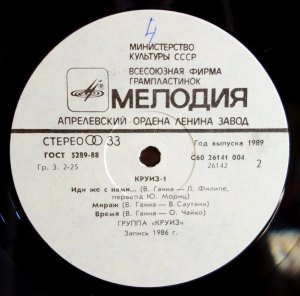 4
МИНИСТЕРСТВО
КУЛЬТУРЫ СССР
ВСЕСОЮЗНАЯ ФИРМА
ГРАМПЛАСТИНОК
МЕЛОДИЯ
АПРЕЛЕВСКИЙ ОРДЕНА ЛЕНИНА ЗАВОД
СТЕРЕО 33
Год выпуска 1989
ГОСТ 5289-88
С60 26141 004
Гр. 3. 2-25
26142
2
КРУИЗ-1
Иди же с нами... (В. Гаина — Л. Филипе,
перевод Ю. Мориц)
Мираж (В. Гаина — В.Сауткин)
Время (В. Гаина — О. Чайко)
ГРУППА «КРУИЗ»
Запись 1986 г.